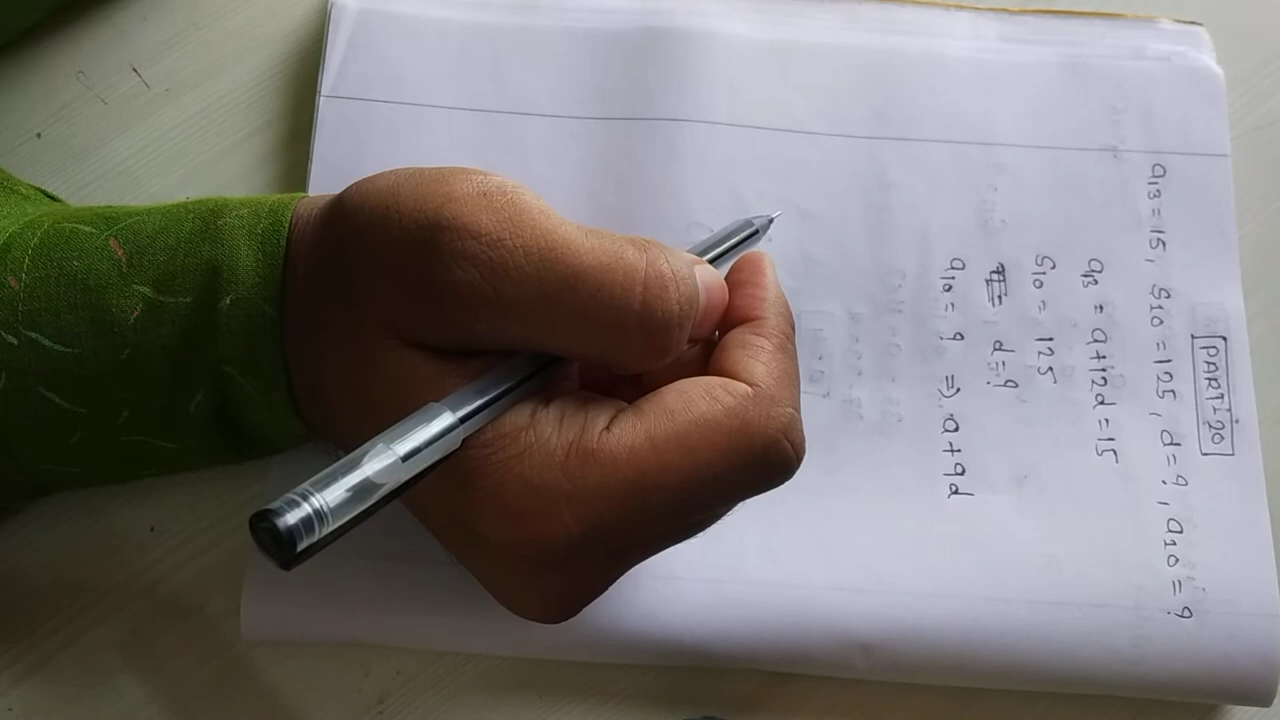 PART-20
a13 = 15, S10 = 125, d = ?, a10 = ?
a13 = a+12d = 15
S10 = 125
d = ?
a10 = ? ⇒ a+9d